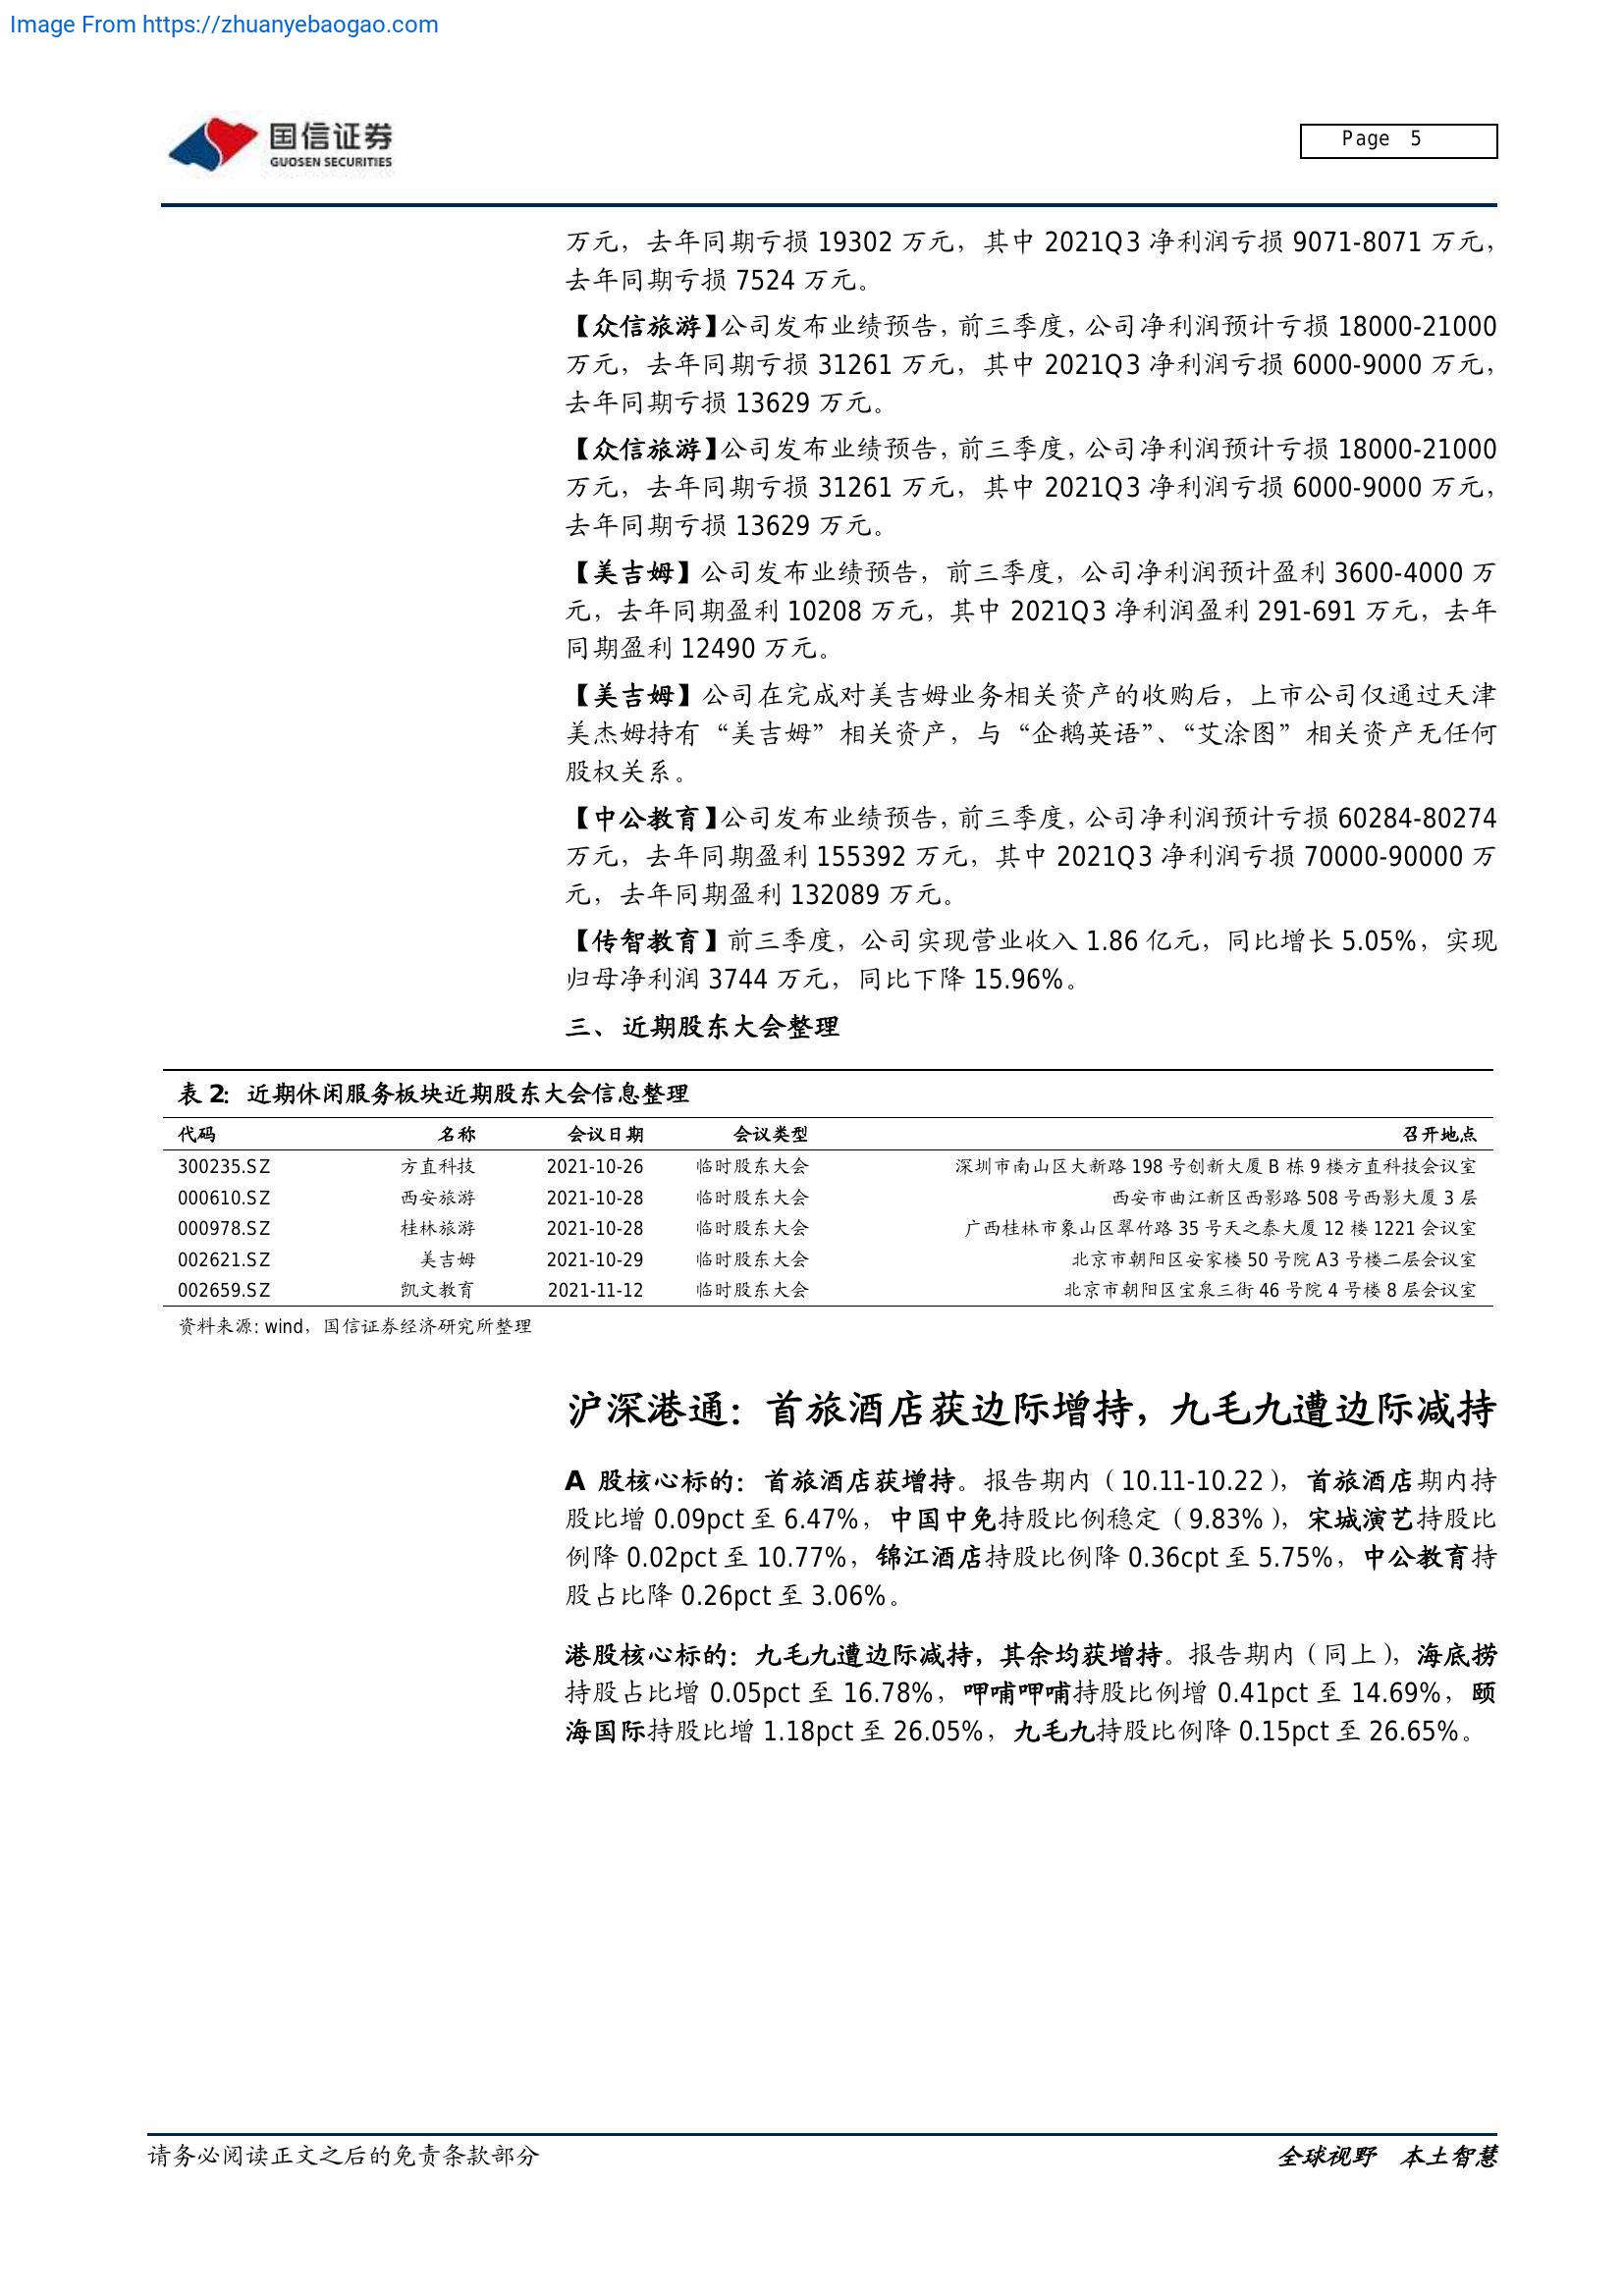 Image From https://zhuanyebaogao.com
国信证券
GUOSEN SECURITIES
Page 5
万元，去年同期亏损 19302 万元，其中 2021Q3 净利润亏损 9071-8071 万元，
去年同期亏损 7524 万元。
【众信旅游】公司发布业绩预告，前三季度，公司净利润预计亏损 18000-21000
万元，去年同期亏损 31261 万元，其中 2021Q3 净利润亏损 6000-9000 万元，
去年同期亏损 13629 万元。
【众信旅游】公司发布业绩预告，前三季度，公司净利润预计亏损 18000-21000
万元，去年同期亏损 31261 万元，其中 2021Q3 净利润亏损 6000-9000 万元，
去年同期亏损 13629 万元。
【美吉姆】公司发布业绩预告，前三季度，公司净利润预计盈利 3600-4000 万
元，去年同期盈利 10208 万元，其中 2021Q3 净利润盈利 291-691 万元，去年
同期盈利 12490 万元。
【美吉姆】公司在完成对美吉姆业务相关资产的收购后，上市公司仅通过天津
美杰姆持有“美吉姆”相关资产，与“企鹅英语”、“艾涂图”相关资产无任何
股权关系。
【中公教育】公司发布业绩预告，前三季度，公司净利润预计亏损 60284-80274
万元，去年同期盈利 155392 万元，其中 2021Q3 净利润亏损 70000-90000 万
元，去年同期盈利 132089 万元。
【传智教育】前三季度，公司实现营业收入 1.86 亿元，同比增长 5.05%，实现
归母净利润 3744 万元，同比下降 15.96%。
三、近期股东大会整理
表 2：近期休闲服务板块近期股东大会信息整理
代码 名称 会议日期 会议类型 召开地点
300235.SZ 方直科技 2021-10-26 临时股东大会 深圳市南山区大新路 198 号创新大厦 B 栋 9 楼方直科技会议室
000610.SZ 西安旅游 2021-10-28 临时股东大会 西安市曲江新区西影路 508 号西影大厦 3 层
000978.SZ 桂林旅游 2021-10-28 临时股东大会 广西桂林市象山区翠竹路 35 号天之泰大厦 12 楼 1221 会议室
002621.SZ 美吉姆 2021-10-29 临时股东大会 北京市朝阳区安家楼 50 号院 A3 号楼二层会议室
002659.SZ 凯文教育 2021-11-12 临时股东大会 北京市朝阳区宝泉三街 46 号院 4 号楼 8 层会议室
资料来源: wind，国信证券经济研究所整理
沪深港通：首旅酒店获边际增持，九毛九遭边际减持
A 股核心标的：首旅酒店获增持。报告期内（10.11-10.22），首旅酒店期内持
股比增 0.09pct 至 6.47%，中国中免持股比例稳定（9.83%），宋城演艺持股比
例降 0.02pct 至 10.77%，锦江酒店持股比例降 0.36cpt 至 5.75%，中公教育持
股占比降 0.26pct 至 3.06%。
港股核心标的：九毛九遭边际减持，其余均获增持。报告期内（同上），海底捞
持股占比增 0.05pct 至 16.78%，呷哺呷哺持股比例增 0.41pct 至 14.69%，颐
海国际持股比增 1.18pct 至 26.05%，九毛九持股比例降 0.15pct 至 26.65%。
请务必阅读正文之后的免责条款部分
全球视野 本土智慧